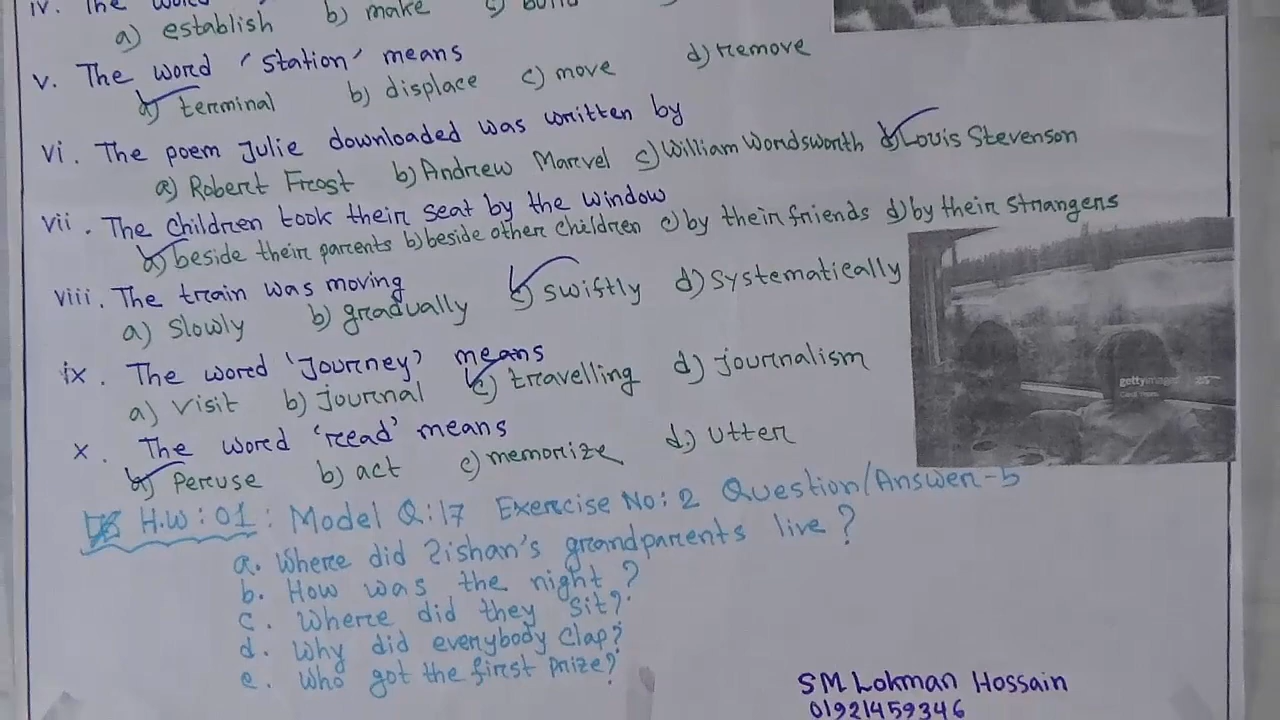 iv. The
a) establish b) make c) build
v. The word 'station' means
a) terminal b) displace c) move d) remove
vi. The poem Julie downloaded was written by
a) Robert Frost b) Andrew Marvel c) William Wordsworth d) Louis Stevenson
vii. The children took their seat by the window
a) beside their parents b) beside other children c) by their friends d) by their strangers
viii. The train was moving
a) slowly b) gradually c) swiftly d) systematically
ix. The word 'Journey' means
a) visit b) journal c) travelling d) journalism
x. The word 'read' means
a) Peruse b) act c) memorize d) utter
gettyimages
H.W: 01: Model Q:17 Exercise No: 2 Question/Answer-5
a. Where did Zishan's grandparents live?
b. How was the night?
c. Where did they sit?
d. Why did everybody clap?
e. Who got the first prize?
SM Lokman Hossain
01921459346